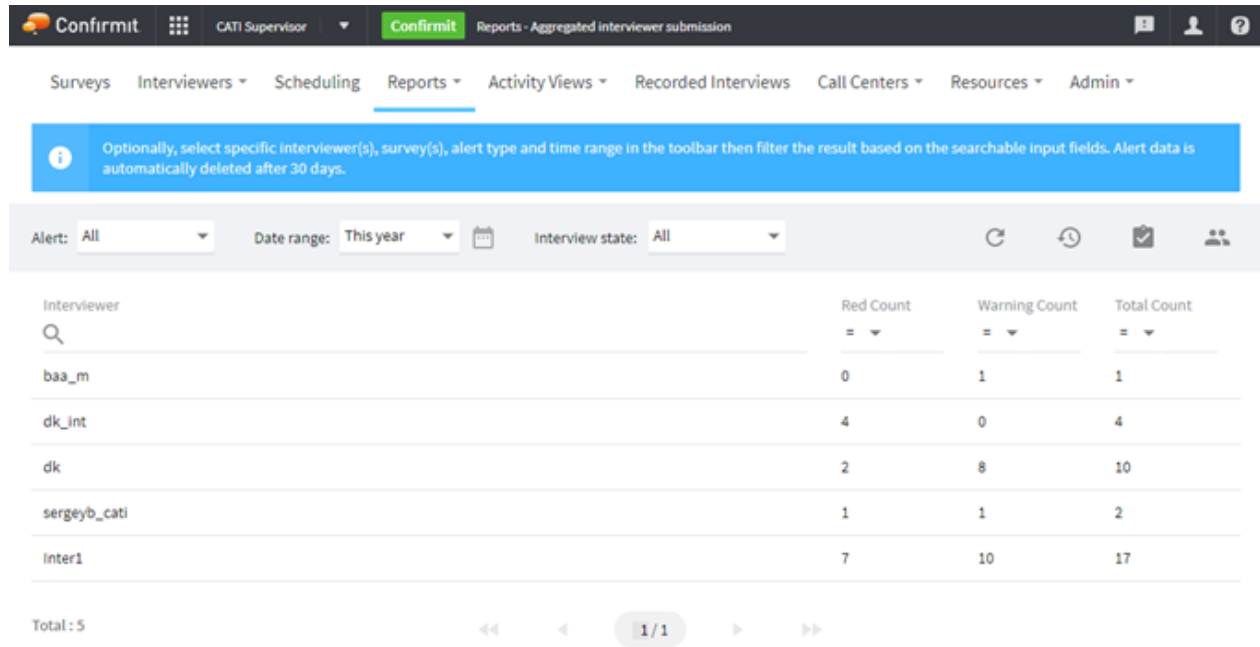 Confirmit CATI Supervisor Confirmit Reports - Aggregated interviewer submission
Surveys Interviewers Scheduling Reports Activity Views Recorded Interviews Call Centers Resources Admin
Optionally, select specific interviewer(s), survey(s), alert type and time range in the toolbar then filter the result based on the searchable input fields. Alert data is
automatically deleted after 30 days.
Alert: All Date range: This year Interview state: All
Interviewer Red Count Warning Count Total Count
= = =
baa_m 0 1 1
dk_int 4 0 4
dk 2 8 10
sergeyb_cati 1 1 2
Inter1 7 10 17
Total : 5 1 / 1